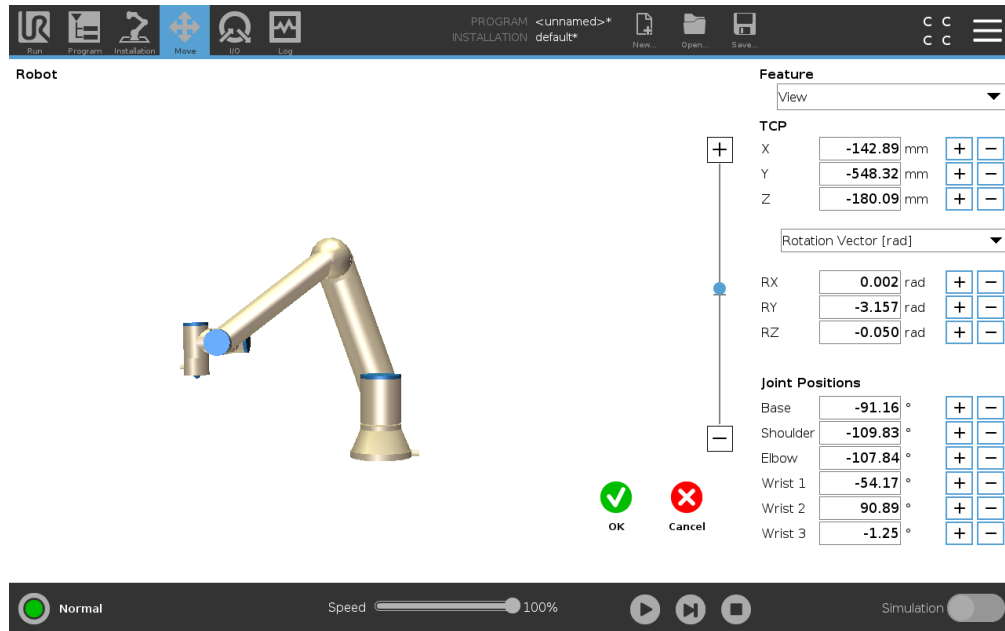 UR
Run
Program
Installation
Move
I/O
Log
PROGRAM <unnamed>*
INSTALLATION default*
New...
Open...
Save...
C C
C C
Robot
Feature
View
TCP
X -142.89 mm + −
Y -548.32 mm + −
Z -180.09 mm + −
Rotation Vector [rad]
RX 0.002 rad + −
RY -3.157 rad + −
RZ -0.050 rad + −
Joint Positions
Base -91.16 ° + −
Shoulder -109.83 ° + −
Elbow -107.84 ° + −
Wrist 1 -54.17 ° + −
Wrist 2 90.89 ° + −
Wrist 3 -1.25 ° + −
+
−
OK
Cancel
Normal
Speed 100%
Simulation